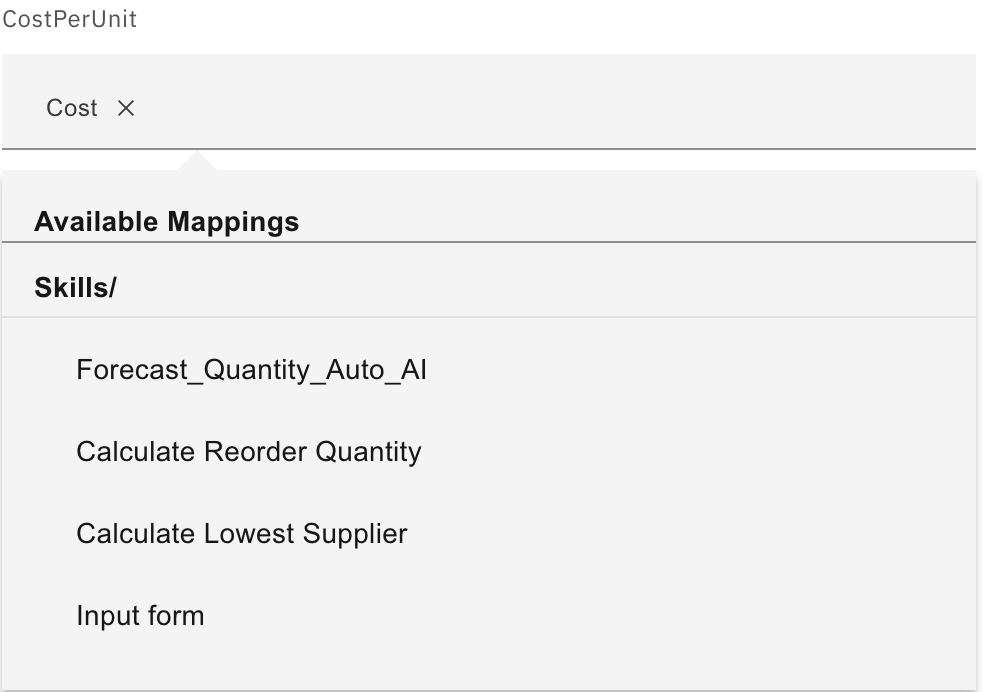 CostPerUnit
Cost ×
Available Mappings
Skills/
Forecast_Quantity_Auto_AI
Calculate Reorder Quantity
Calculate Lowest Supplier
Input form